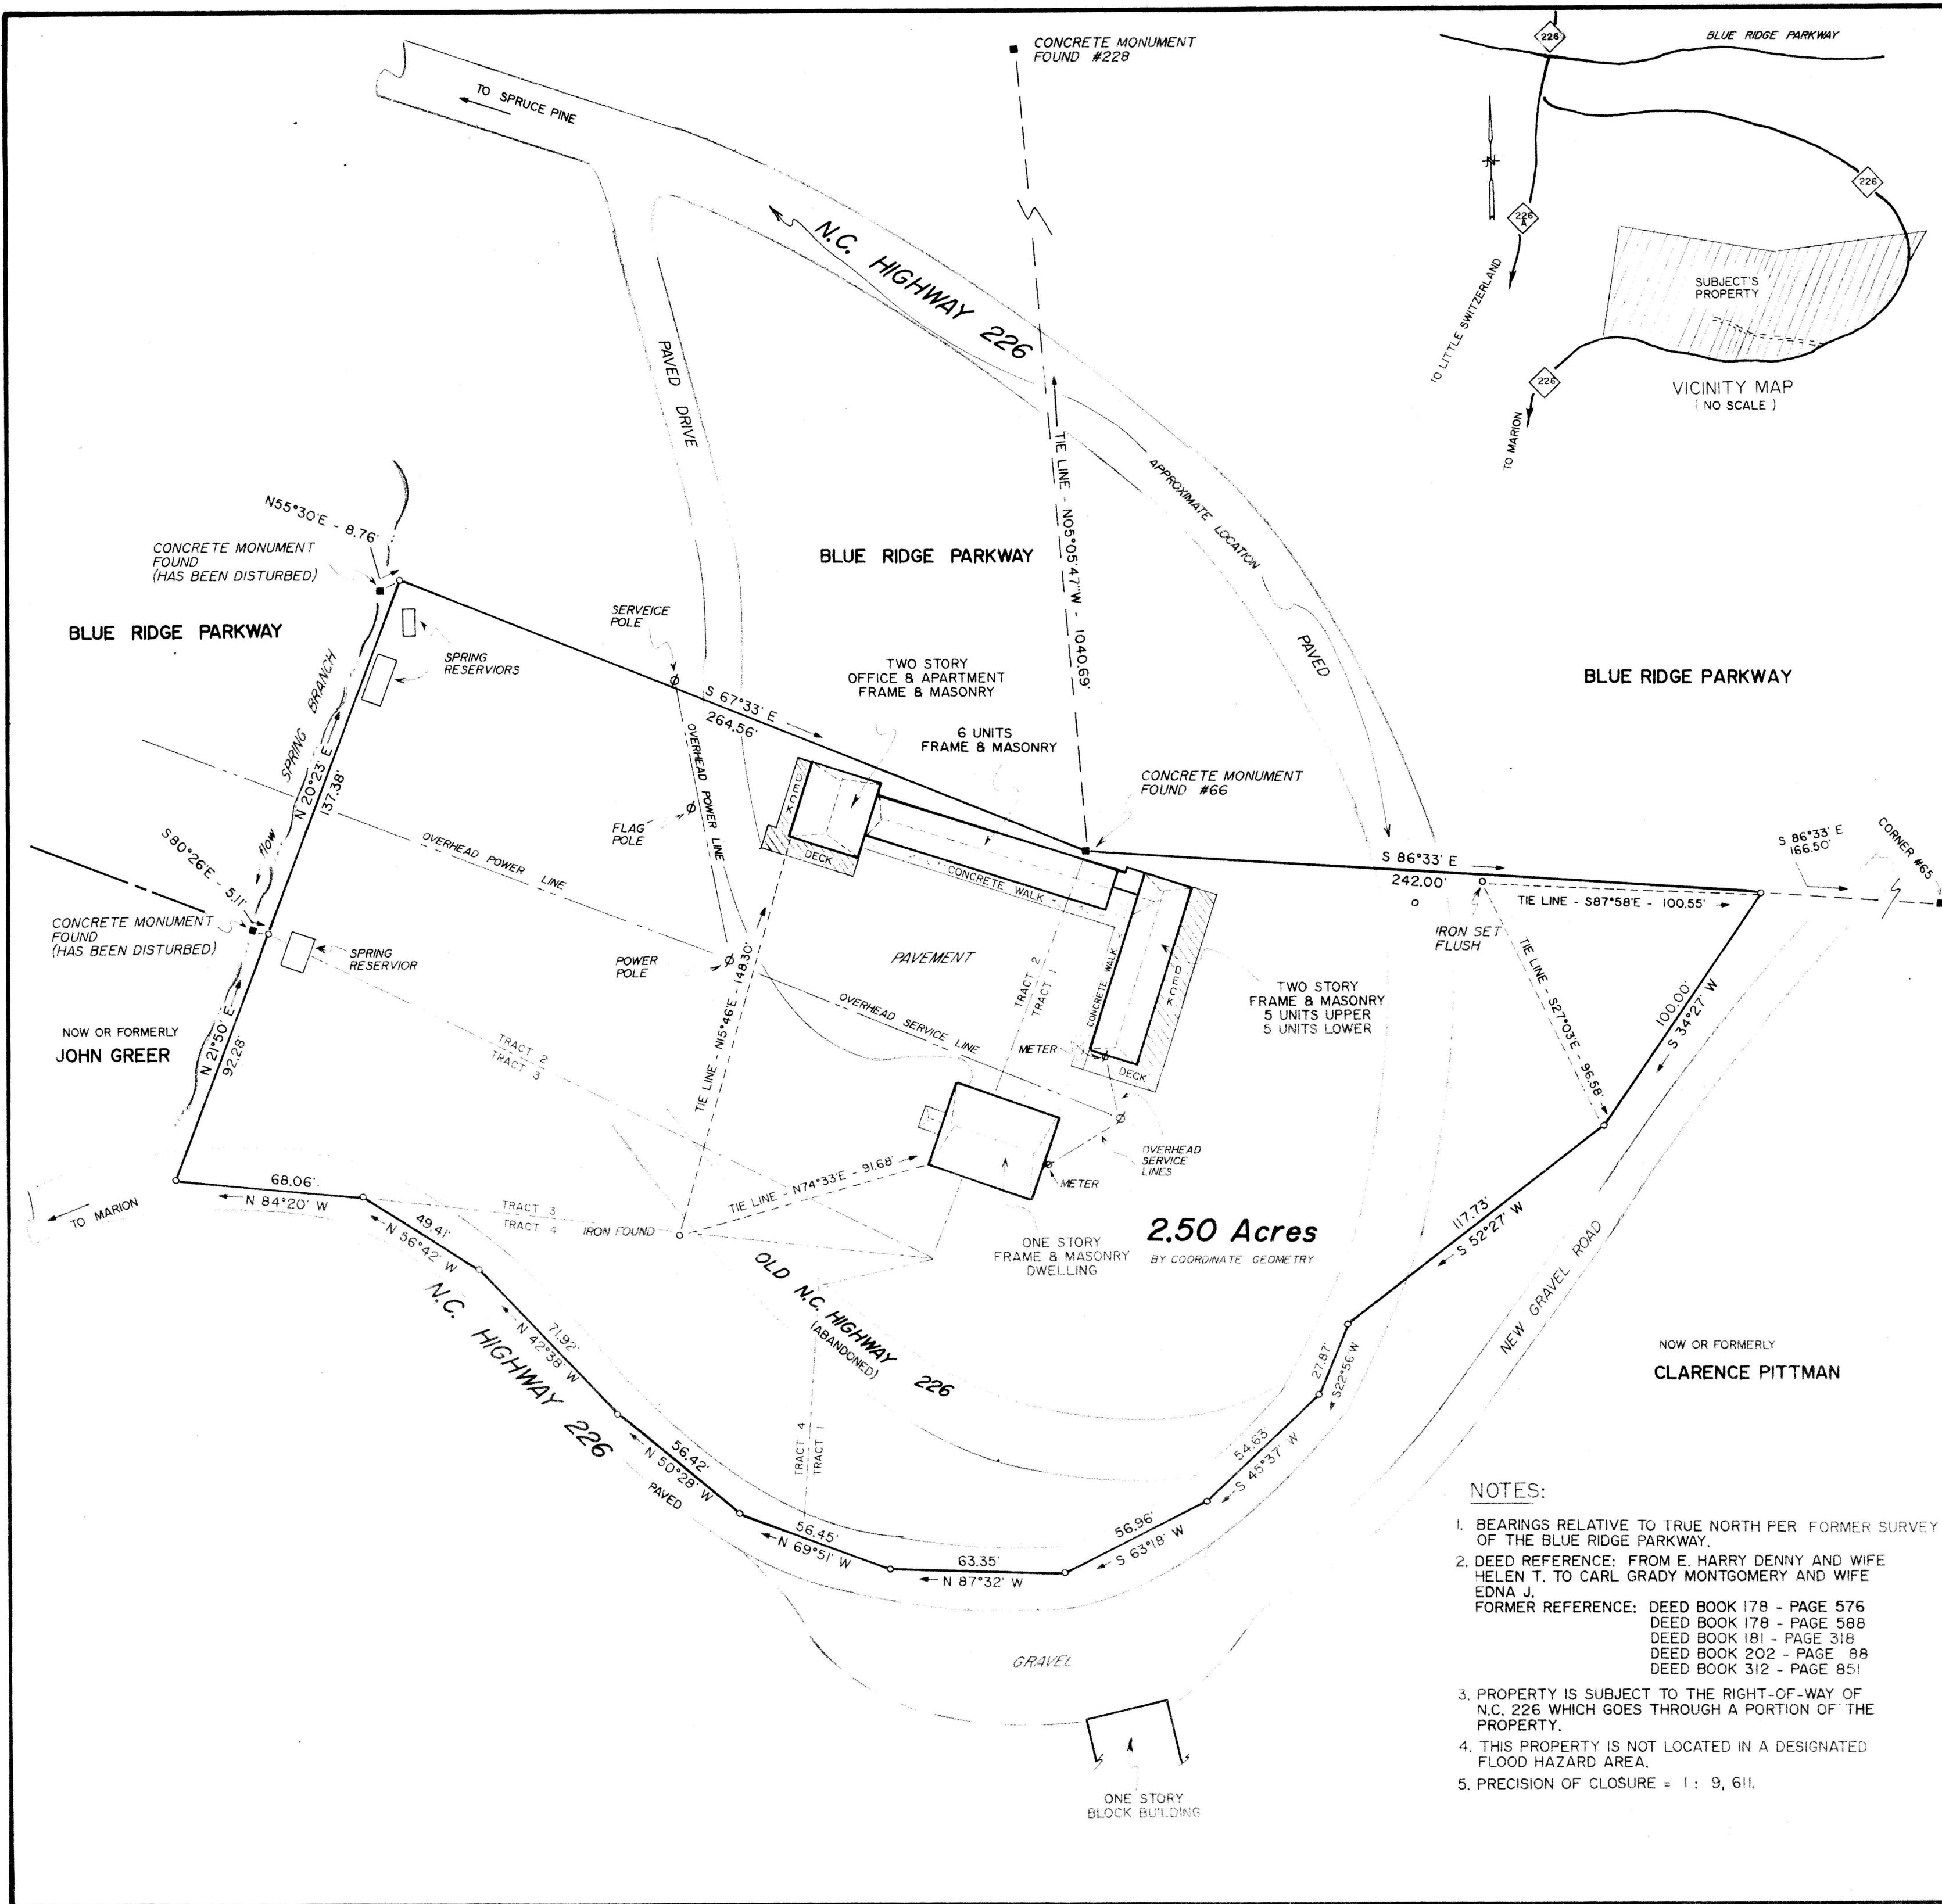 CONCRETE MONUMENT
FOUND #228
226
BLUE RIDGE PARKWAY
TO SPRUCE PINE
N
226
226
A
N.C. HIGHWAY 226
TO LITTLE SWITZERLAND
SUBJECT'S
PROPERTY
226
VICINITY MAP
( NO SCALE )
TO MARION
PAVED DRIVE
TIE LINE - N05°05'47"W - 1040.69'
APPROXIMATE LOCATION
PAVED
N55°30'E - 8.76'
CONCRETE MONUMENT
FOUND
(HAS BEEN DISTURBED)
BLUE RIDGE PARKWAY
BLUE RIDGE PARKWAY
SERVEICE
POLE
BLUE RIDGE PARKWAY
SPRING
RESERVIORS
SPRING BRANCH
TWO STORY
OFFICE & APARTMENT
FRAME & MASONRY
S 67°33' E
264.56'
6 UNITS
FRAME & MASONRY
CONCRETE MONUMENT
FOUND #66
N 20°23' E
137.38'
OVERHEAD POWER LINE
DECK
FLAG
POLE
DECK
S80°26'E - 5.11'
flow
OVERHEAD POWER LINE
CONCRETE WALK
S 86°33' E
242.00'
S 86°33' E
166.50'
CORNER #65
TIE LINE - S87°58'E - 100.55'
IRON SET
FLUSH
CONCRETE MONUMENT
FOUND
(HAS BEEN DISTURBED)
SPRING
RESERVIOR
POWER
POLE
PAVEMENT
TRACT 2
TRACT 1
CONCRETE WALK
DECK
TWO STORY
FRAME & MASONRY
5 UNITS UPPER
5 UNITS LOWER
TIE LINE - S27°03'E - 96.58'
100.00'
S 34°27' W
TIE LINE - N15°46'E - 148.30'
OVERHEAD SERVICE LINE
METER
DECK
NOW OR FORMERLY
JOHN GREER
N 21°50' E
92.28'
TRACT 2
TRACT 3
OVERHEAD
SERVICE
LINES
METER
68.06'
N 84°20' W
TO MARION
TRACT 3
TRACT 4
IRON FOUND
TIE LINE - N74°33'E - 91.68'
ONE STORY
FRAME & MASONRY
DWELLING
2.50 Acres
BY COORDINATE GEOMETRY
117.73'
S 52°27' W
49.41'
N 56°42' W
N.C. HIGHWAY 226
OLD N.C. HIGHWAY 226
(ABANDONED)
NEW GRAVEL ROAD
71.92'
N 42°38' W
27.87'
S22°56'W
NOW OR FORMERLY
CLARENCE PITTMAN
56.42'
N 50°28' W
PAVED
TRACT 4
TRACT 1
54.63'
S 45°37' W
56.45'
N 69°51' W
63.35'
N 87°32' W
56.96'
S 63°18' W
GRAVEL
ONE STORY
BLOCK BUILDING
NOTES:
1. BEARINGS RELATIVE TO TRUE NORTH PER FORMER SURVEY
OF THE BLUE RIDGE PARKWAY.
2. DEED REFERENCE: FROM E. HARRY DENNY AND WIFE
HELEN T. TO CARL GRADY MONTGOMERY AND WIFE
EDNA J.
FORMER REFERENCE: DEED BOOK 178 - PAGE 576
DEED BOOK 178 - PAGE 588
DEED BOOK 181 - PAGE 318
DEED BOOK 202 - PAGE 88
DEED BOOK 312 - PAGE 851
3. PROPERTY IS SUBJECT TO THE RIGHT-OF-WAY OF
N.C. 226 WHICH GOES THROUGH A PORTION OF THE
PROPERTY.
4. THIS PROPERTY IS NOT LOCATED IN A DESIGNATED
FLOOD HAZARD AREA.
5. PRECISION OF CLOSURE = 1 : 9, 611.